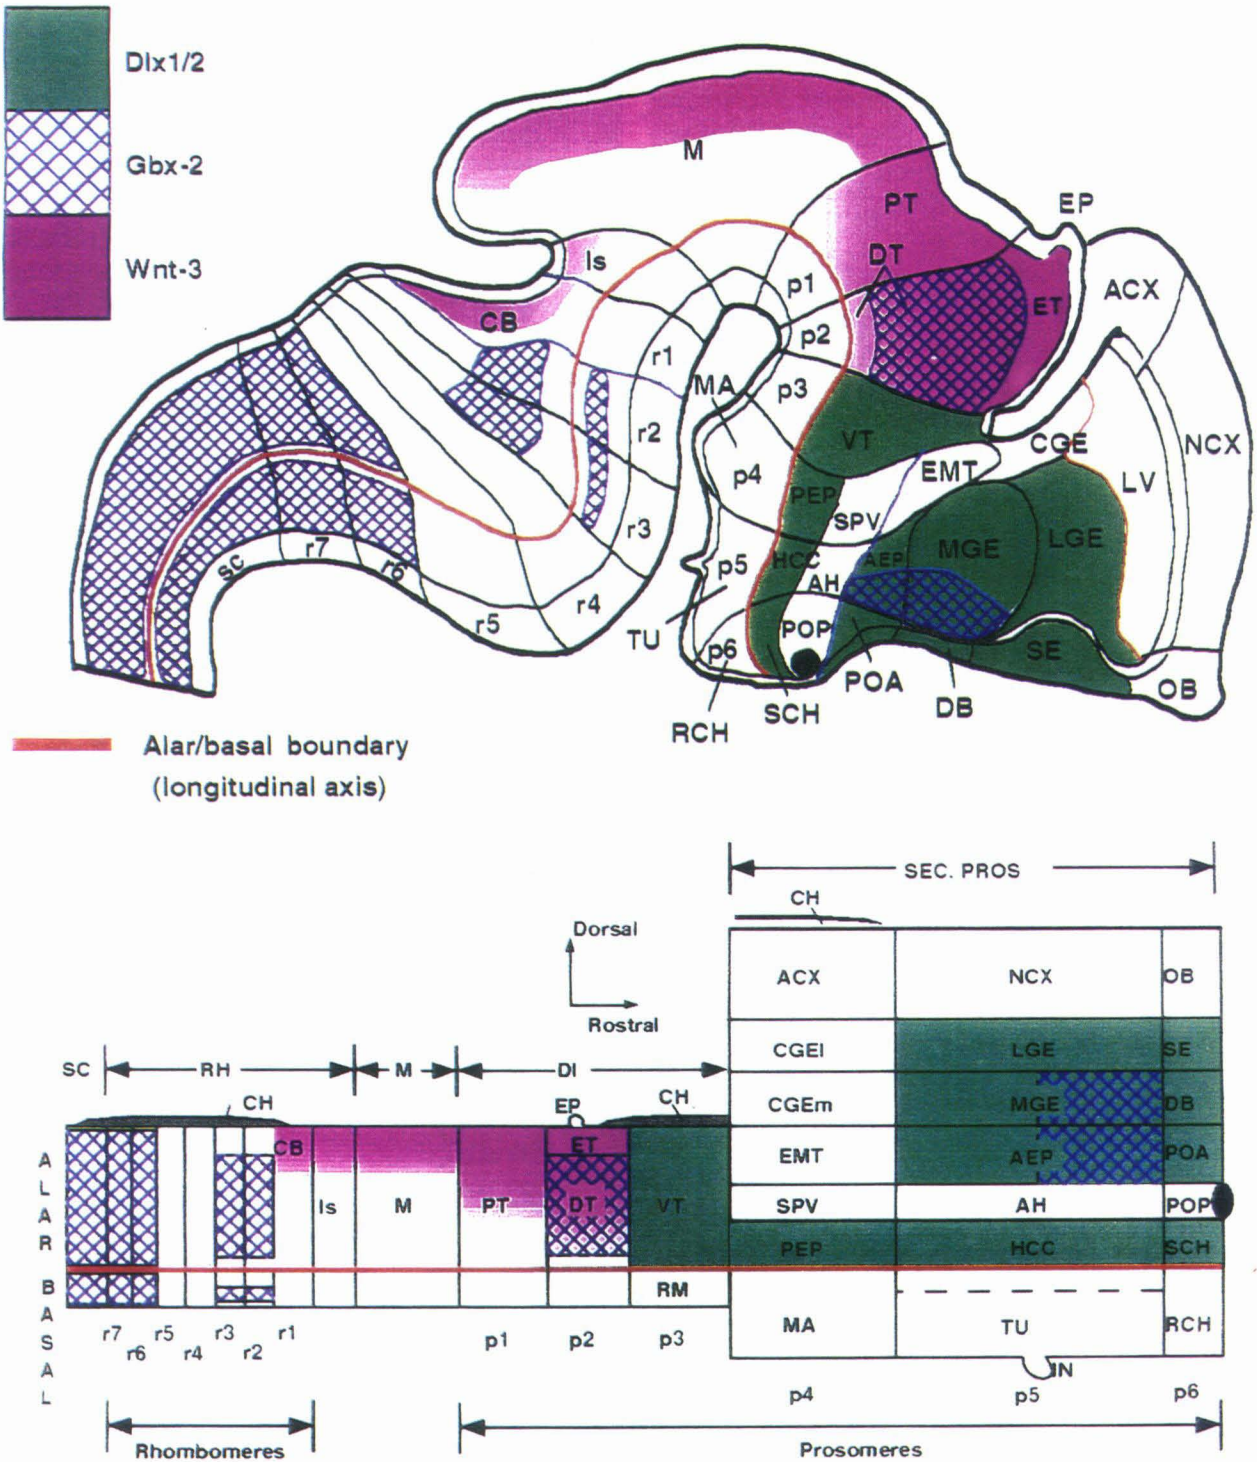 Dlx1/2
Gbx-2
Wnt-3
M
EP
PT
Is
DT
ACX
p1
CB
ET
p2
r1
MA
p3
r2
VT
CGE
NCX
EMT
p4
LV
PEP
SPV
r3
MGE
LGE
r7
HCC
AEP
p5
sc
r6
AH
r4
r5
TU
POP
p6
SE
POA
OB
SCH
DB
RCH
Alar/basal boundary
(longitudinal axis)
SEC. PROS
CH
Dorsal
ACX
NCX
OB
Rostral
CGEl
LGE
SE
SC
RH
M
DI
CH
EP
CH
CGEm
MGE
DB
CB
ET
EMT
AEP
POA
Is
M
PT
DT
VT
SPV
AH
POP
PEP
HCC
SCH
RM
MA
TU
RCH
A
L
A
R
B
A
S
A
L
r7
r6
r5
r4
r3
r2
r1
p1
p2
p3
IN
p4
p5
p6
Rhombomeres
Prosomeres